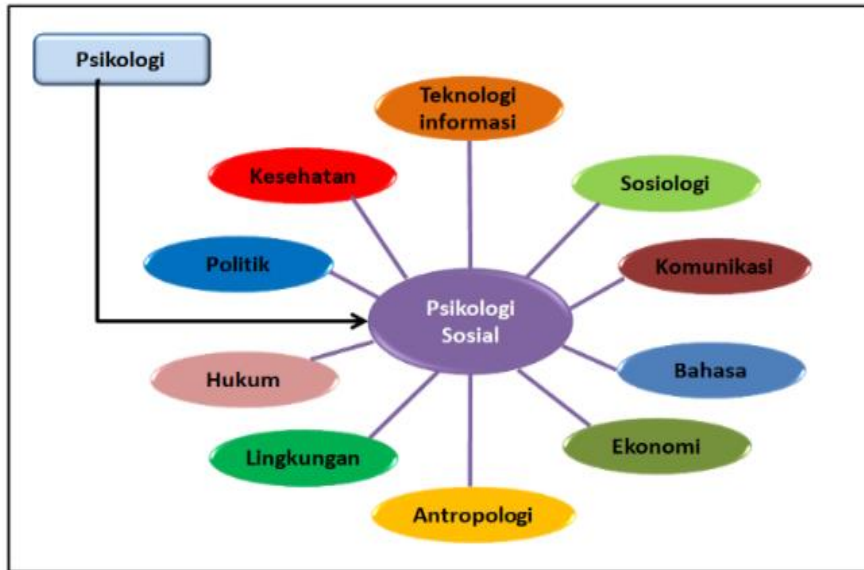 Psikologi
Teknologi
informasi
Kesehatan
Sosiologi
Politik
Komunikasi
Psikologi
Sosial
Hukum
Bahasa
Lingkungan
Ekonomi
Antropologi